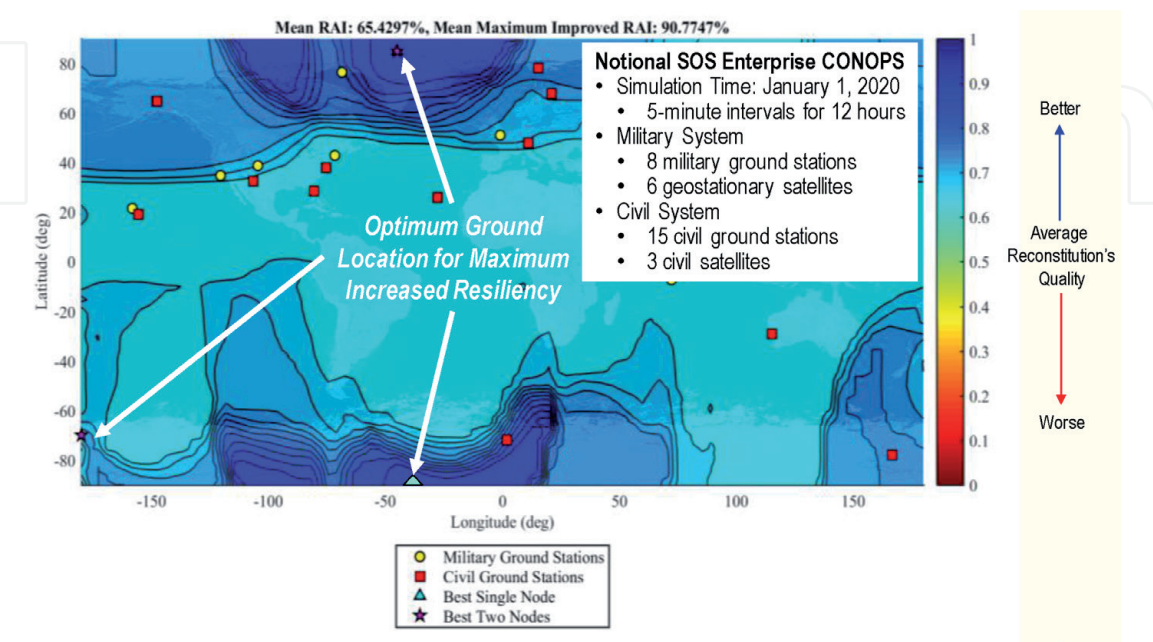 Mean RAI: 65.4297%, Mean Maximum Improved RAI: 90.7747%
80
60
40
20
0
-20
-40
-60
-80
Latitude (deg)
-150
-100
-50
0
50
100
150
Longitude (deg)
Optimum Ground
Location for Maximum
Increased Resiliency
Notional SOS Enterprise CONOPS
• Simulation Time: January 1, 2020
• 5-minute intervals for 12 hours
• Military System
• 8 military ground stations
• 6 geostationary satellites
• Civil System
• 15 civil ground stations
• 3 civil satellites
1
0.9
0.8
0.7
0.6
0.5
0.4
0.3
0.2
0.1
0
Better
Average
Reconstitution's
Quality
Worse
Military Ground Stations
Civil Ground Stations
Best Single Node
Best Two Nodes